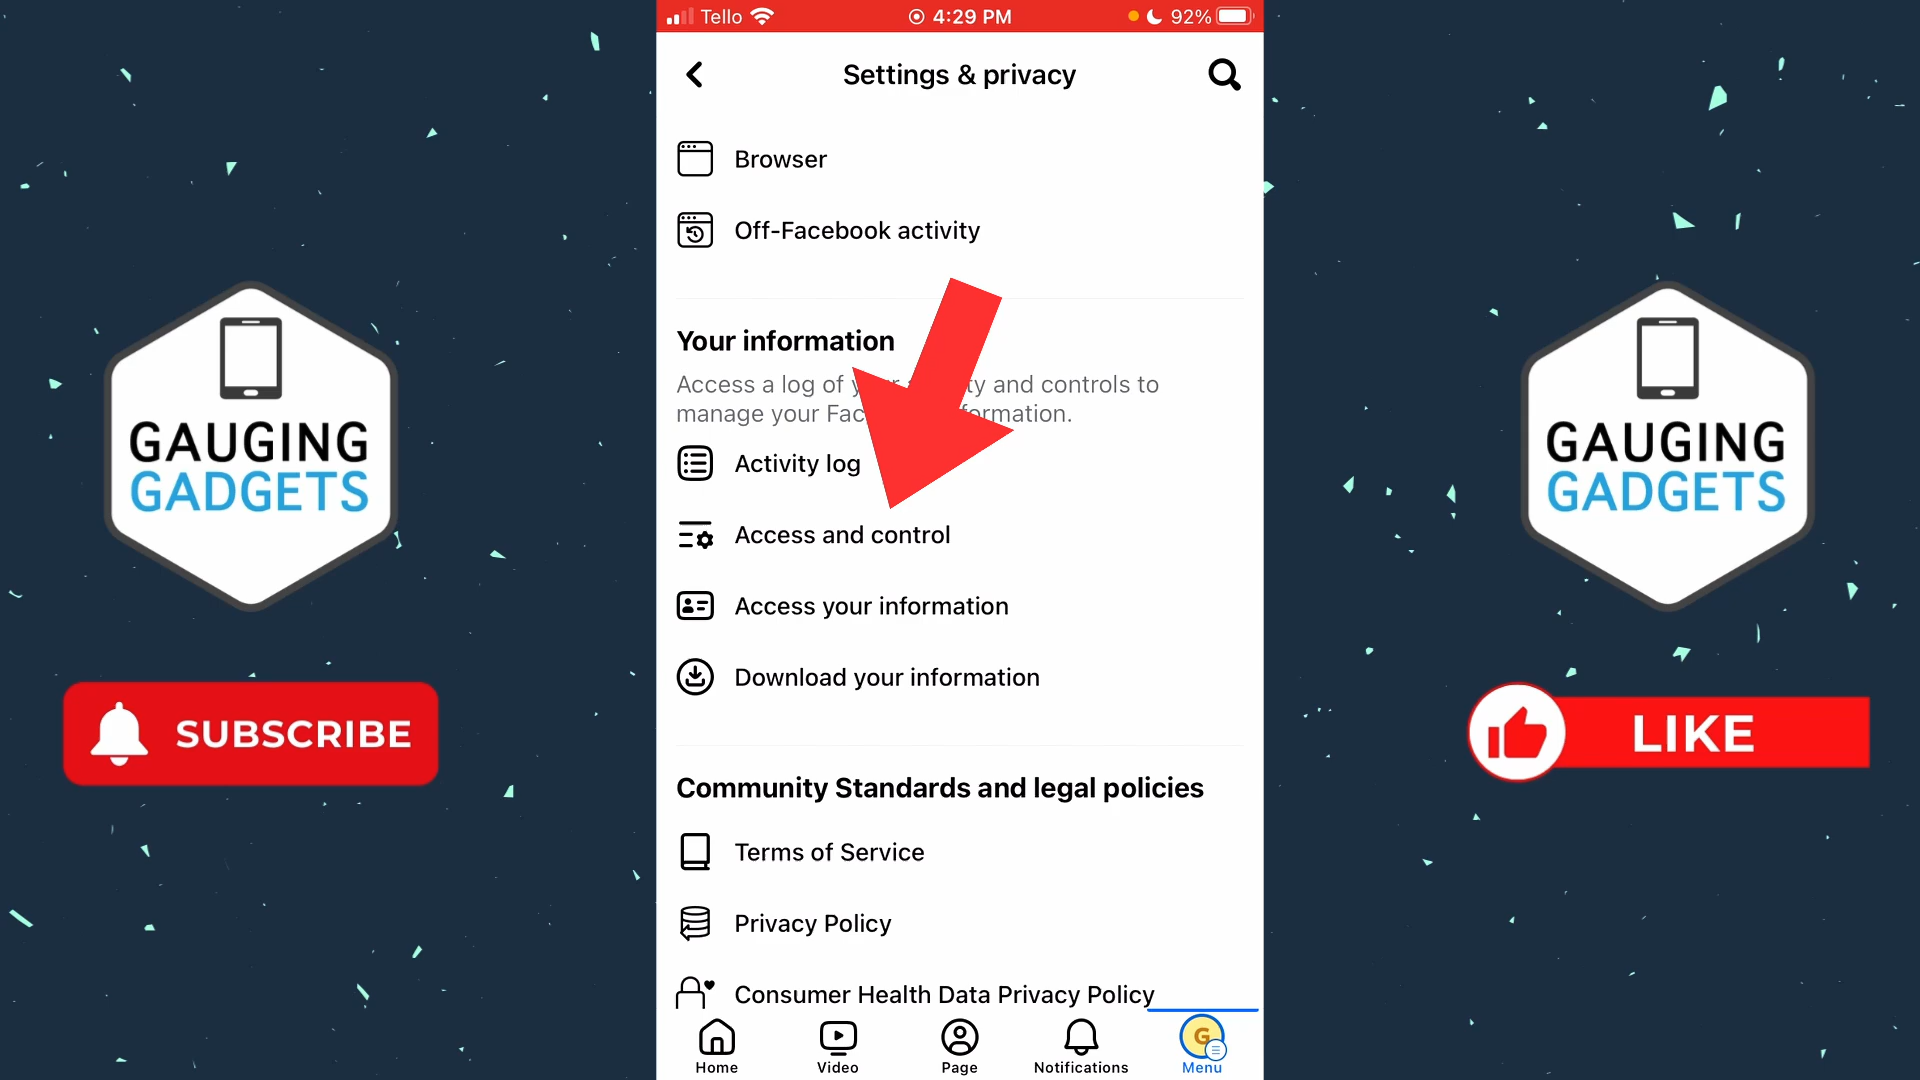 Tello 4:29 PM 92%
Settings & privacy
Browser
Off-Facebook activity
Your information
Access a log of and controls to
manage your
Activity log
Access and control
Access your information
Download your information
Community Standards and legal policies
Terms of Service
Privacy Policy
Consumer Health Data Privacy Policy
G
Home Video Page Notifications Menu
GAUGING
GADGETS
SUBSCRIBE
GAUGING
GADGETS
LIKE